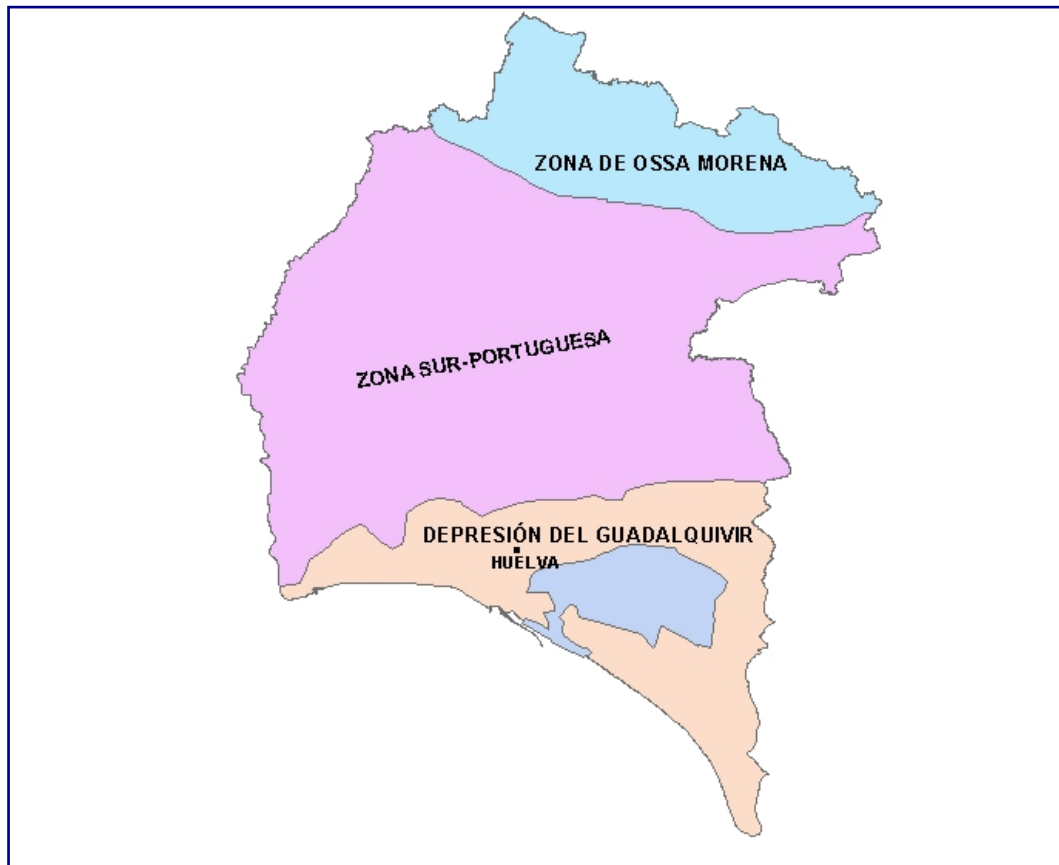 ZONA DE OSSA MORENA
ZONA SUR-PORTUGUESA
DEPRESIÓN DEL GUADALQUIVIR
HUELVA